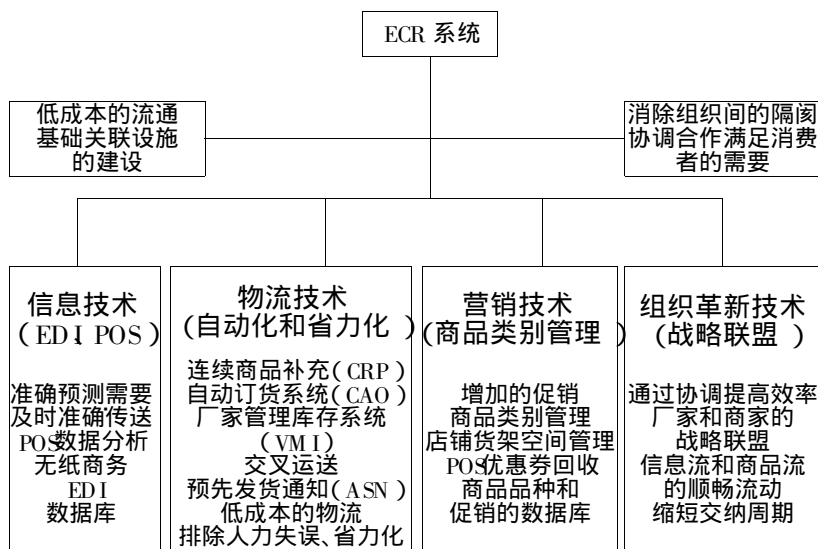 ECR 系统
低成本的流通
基础关联设施
的建设
消除组织间的隔阂
协调合作满足消费
者的需要
信息技术
(EDI、POS)
准确预测需要
及时准确传送
POS数据分析
无纸商务
EDI
数据库
物流技术
(自动化和省力化)
连续商品补充(CRP)
自动订货系统(CAO)
厂家管理库存系统
(VMI)
交叉运送
预先发货通知(ASN)
低成本的物流
排除人力失误、省力化
营销技术
(商品类别管理)
增加的促销
商品类别管理
店铺货架空间管理
POS优惠券回收
商品品种和
促销的数据库
组织革新技术
(战略联盟)
通过协调提高效率
厂家和商家的
战略联盟
信息流和商品流
的顺畅流动
缩短交纳周期